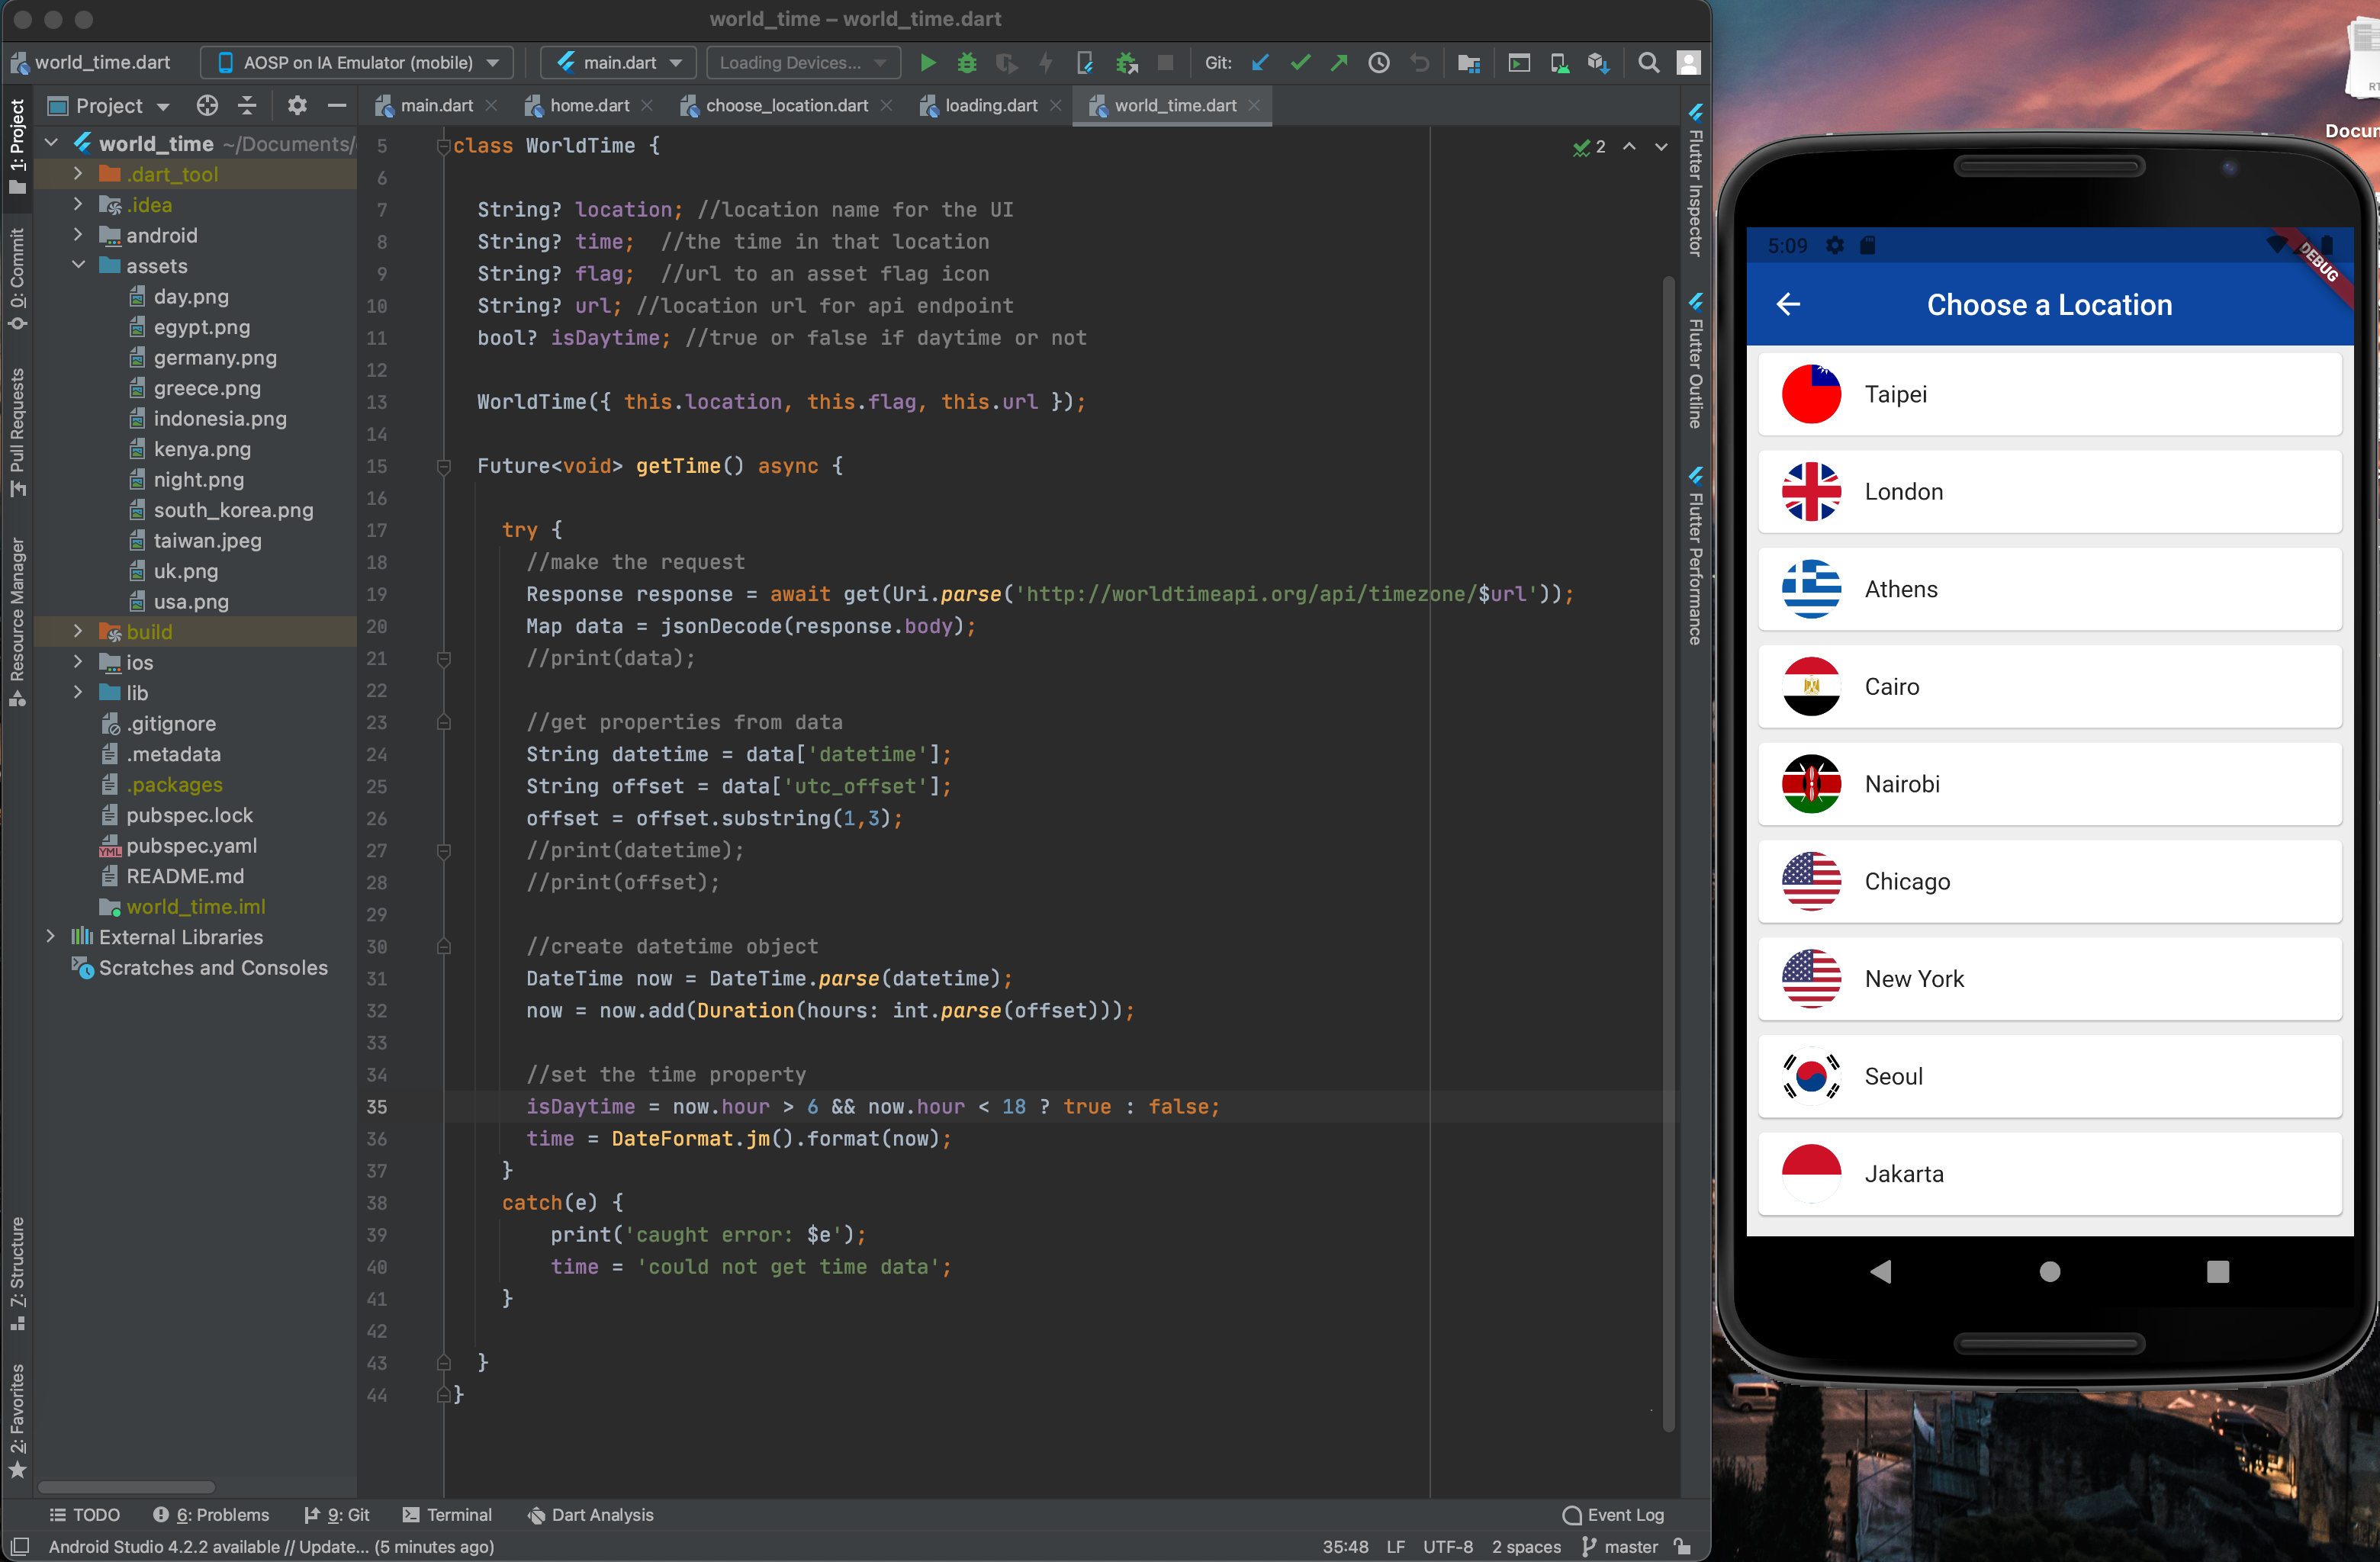 world_time – world_time.dart
world_time.dart
AOSP on IA Emulator (mobile)
main.dart
Loading Devices...
Git:
Project
main.dart
home.dart
choose_location.dart
loading.dart
world_time.dart
1: Project
0: Commit
Pull Requests
Resource Manager
Z: Structure
2: Favorites
world_time ~/Documents/
.dart_tool
.idea
android
assets
day.png
egypt.png
germany.png
greece.png
indonesia.png
kenya.png
night.png
south_korea.png
taiwan.jpeg
uk.png
usa.png
build
ios
lib
.gitignore
.metadata
.packages
pubspec.lock
YML pubspec.yaml
README.md
world_time.iml
External Libraries
Scratches and Consoles
2
5 class WorldTime {
6
7 String? location; //location name for the UI
8 String? time; //the time in that location
9 String? flag; //url to an asset flag icon
10 String? url; //location url for api endpoint
11 bool? isDaytime; //true or false if daytime or not
12
13 WorldTime({ this.location, this.flag, this.url });
14
15 Future<void> getTime() async {
16
17 try {
18 //make the request
19 Response response = await get(Uri.parse('http://worldtimeapi.org/api/timezone/$url'));
20 Map data = jsonDecode(response.body);
21 //print(data);
22
23 //get properties from data
24 String datetime = data['datetime'];
25 String offset = data['utc_offset'];
26 offset = offset.substring(1,3);
27 //print(datetime);
28 //print(offset);
29
30 //create datetime object
31 DateTime now = DateTime.parse(datetime);
32 now = now.add(Duration(hours: int.parse(offset)));
33
34 //set the time property
35 isDaytime = now.hour > 6 && now.hour < 18 ? true : false;
36 time = DateFormat.jm().format(now);
37 }
38 catch(e) {
39 print('caught error: $e');
40 time = 'could not get time data';
41 }
42
43 }
44 }
Flutter Inspector
Flutter Outline
Flutter Performance
TODO
6: Problems
9: Git
Terminal
Dart Analysis
Event Log
Android Studio 4.2.2 available // Update... (5 minutes ago)
35:48 LF UTF-8 2 spaces master
5:09
DEBUG
Choose a Location
Taipei
London
Athens
Cairo
Nairobi
Chicago
New York
Seoul
Jakarta